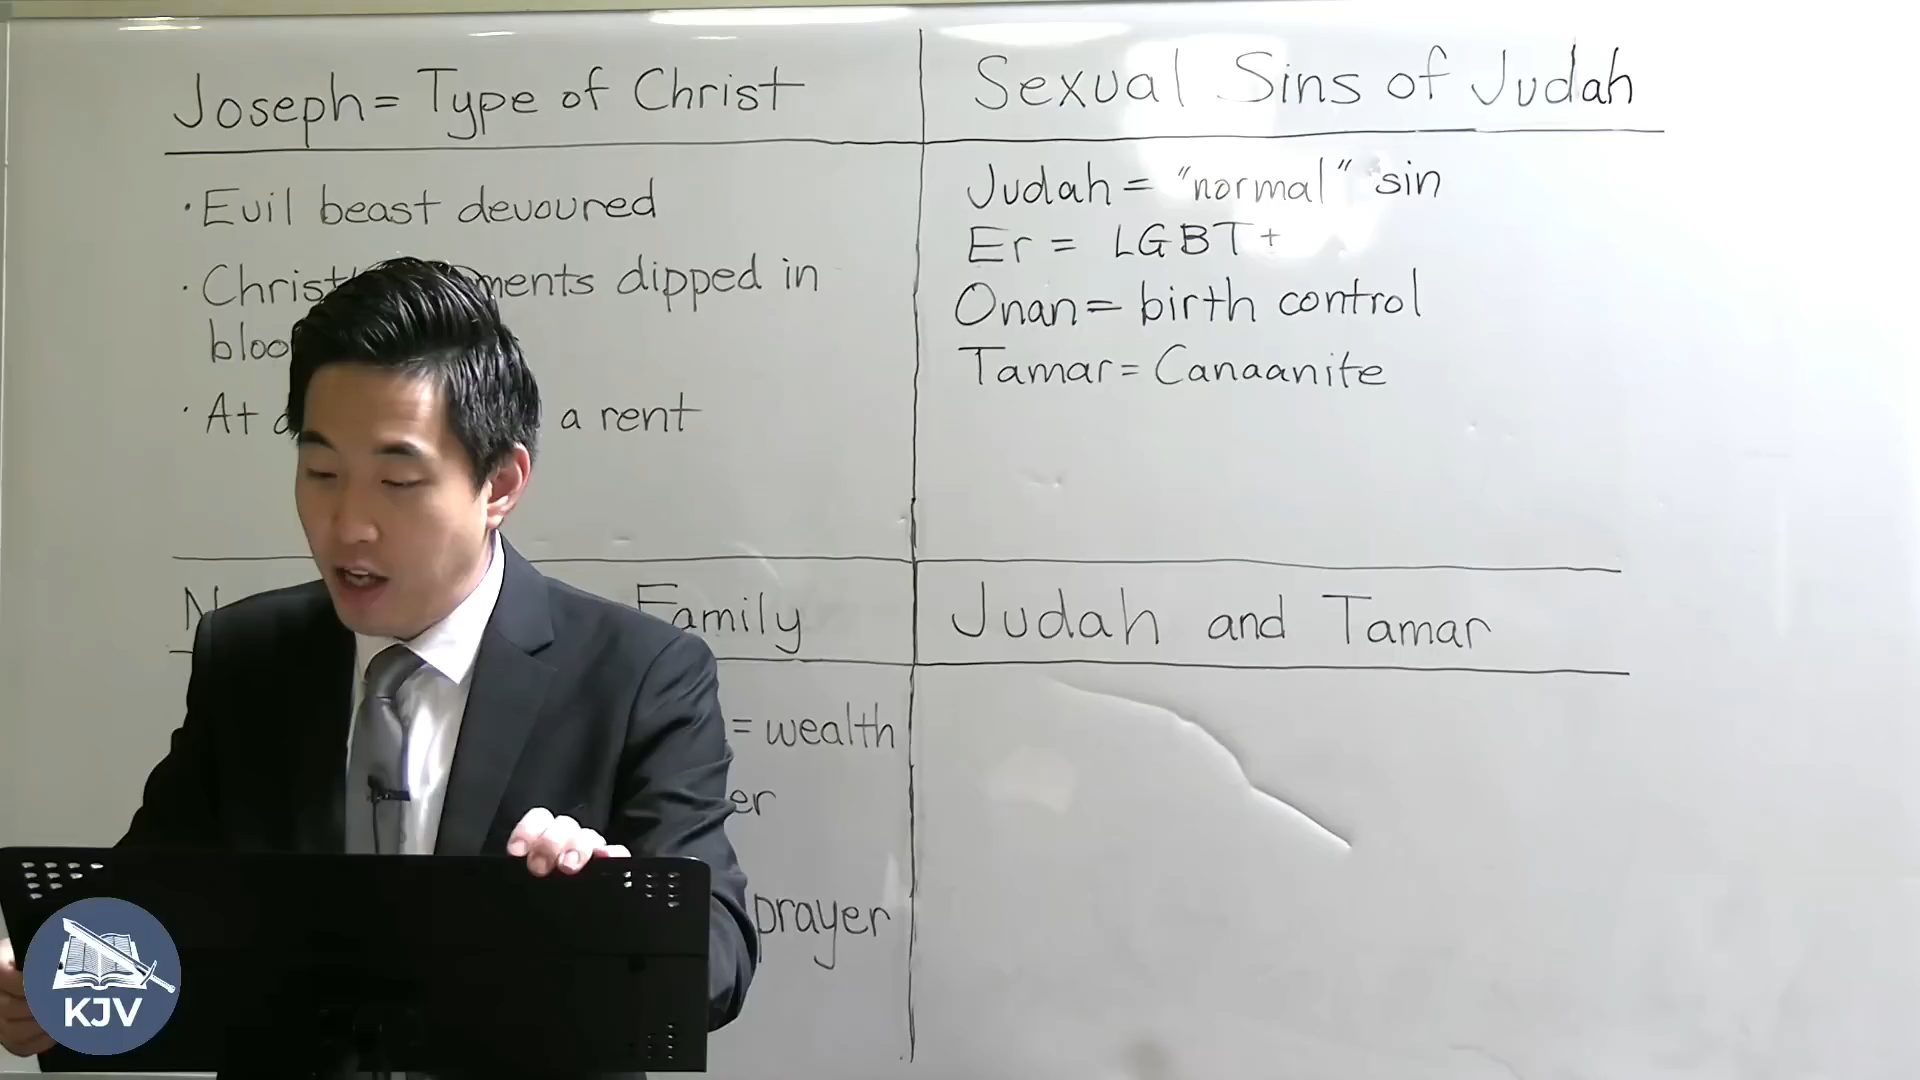 Joseph = Type of Christ
· Evil beast devoured
· Christ ments dipped in
bloo
· At a rent
Family
= wealth
er
prayer
Sexual Sins of Judah
Judah = "normal" sin
Er = LGBT+
Onan = birth control
Tamar = Canaanite
Judah and Tamar
KJV